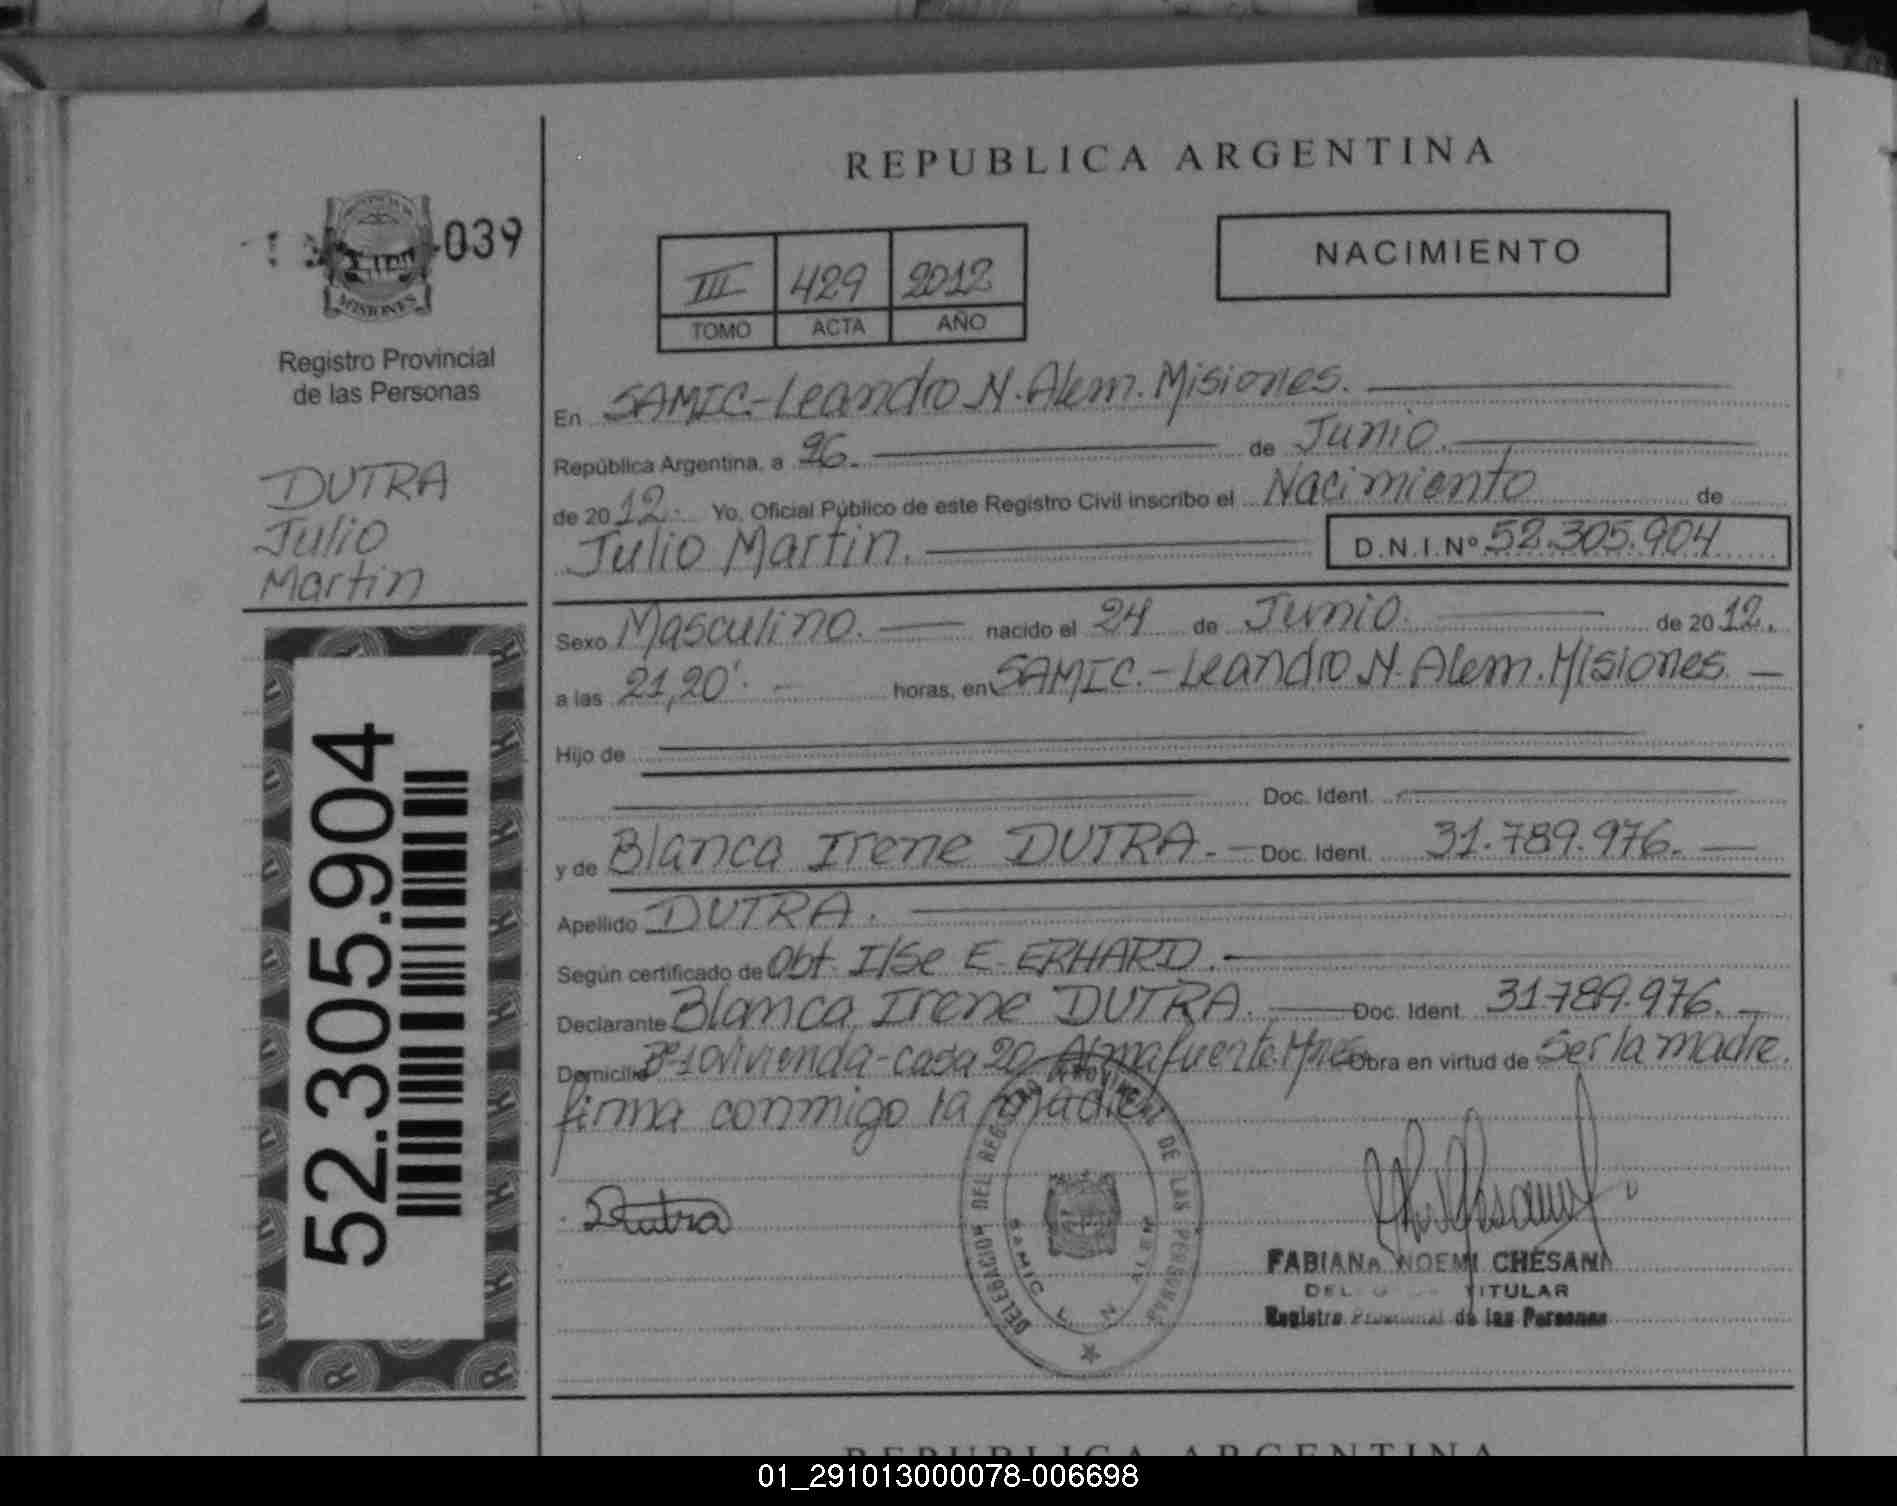 REPUBLICA ARGENTINA
039
MISIONES
Registro Provincial
de las Personas
DUTRA
Julio
Martin
52.305.904
III 429 2012
TOMO ACTA AÑO
NACIMIENTO
En SAMIC-Leandro N. Alem. Misiones.
República Argentina, a 26. de Junio.
de 2012. Yo, Oficial Público de este Registro Civil inscribo el Nacimiento de
Julio Martin. D.N.I.Nº 52.305.904
Sexo Masculino. nacido el 24 de Junio. de 2012.
a las 21,20'. horas, en SAMIC.-Leandro N. Alem. Misiones.
Hijo de
Doc. Ident.
y de Blanca Irene DUTRA. Doc. Ident. 31.789.976.
Apellido DUTRA.
Según certificado de Obt. Ilse E. ERHARD.
Declarante Blanca Irene DUTRA. Doc. Ident. 31.789.976.
Domicilio Bº 10 vivienda-casa 20. Almafuerte. Mnes. Obra en virtud de Ser la madre.
firma conmigo la madre
Dutra
DELEGACION DEL REGISTRO PROVINCIAL DE LAS PERSONAS
SAMIC L. N. ALEM
FABIANA NOEMI CHESANI
TITULAR
Registro Provincial de las Personas
REPUBLICA ARGENTINA
01_291013000078-006698